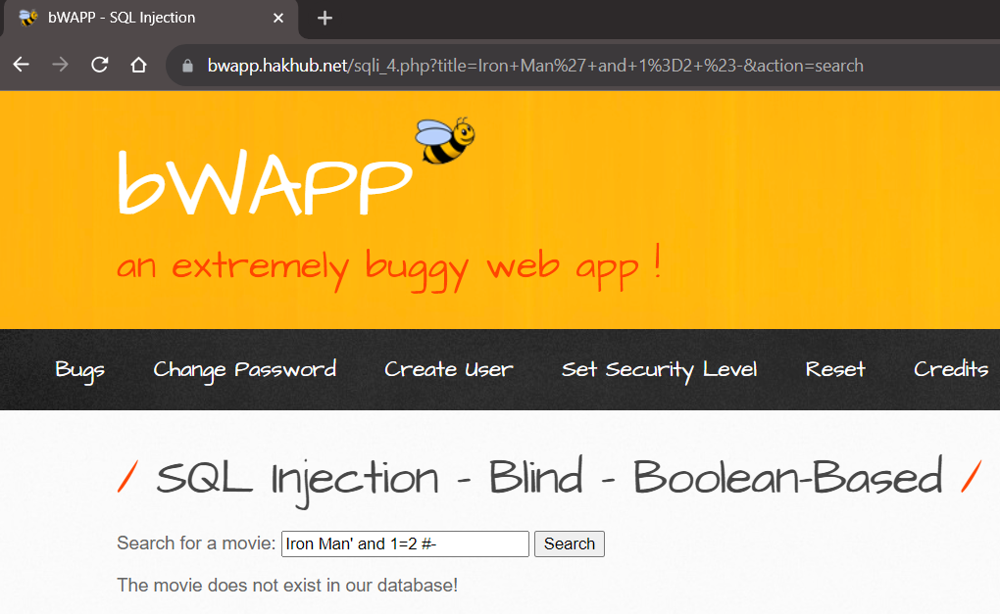 bWAPP - SQL Injection
bwapp.hakhub.net/sqli_4.php?title=Iron+Man%27+and+1%3D2+%23-&action=search
bWAPP
an extremely buggy web app !
Bugs Change Password Create User Set Security Level Reset Credits
/ SQL Injection - Blind - Boolean-Based /
Search for a movie: Iron Man' and 1=2 #- Search
The movie does not exist in our database!